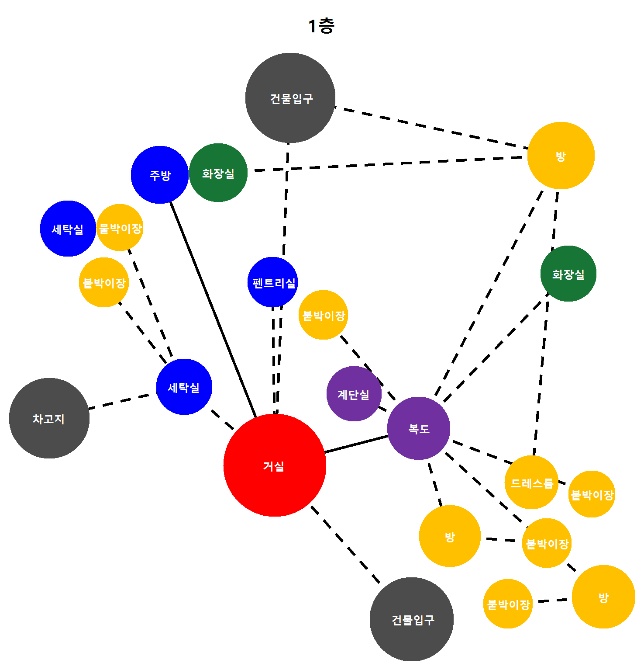 1층
건물입구
방
주방
화장실
세탁실
붙박이장
화장실
붙박이장
펜트리실
붙박이장
세탁실
계단실
차고지
복도
거실
드레스룸
붙박이장
방
붙박이장
방
붙박이장
건물입구